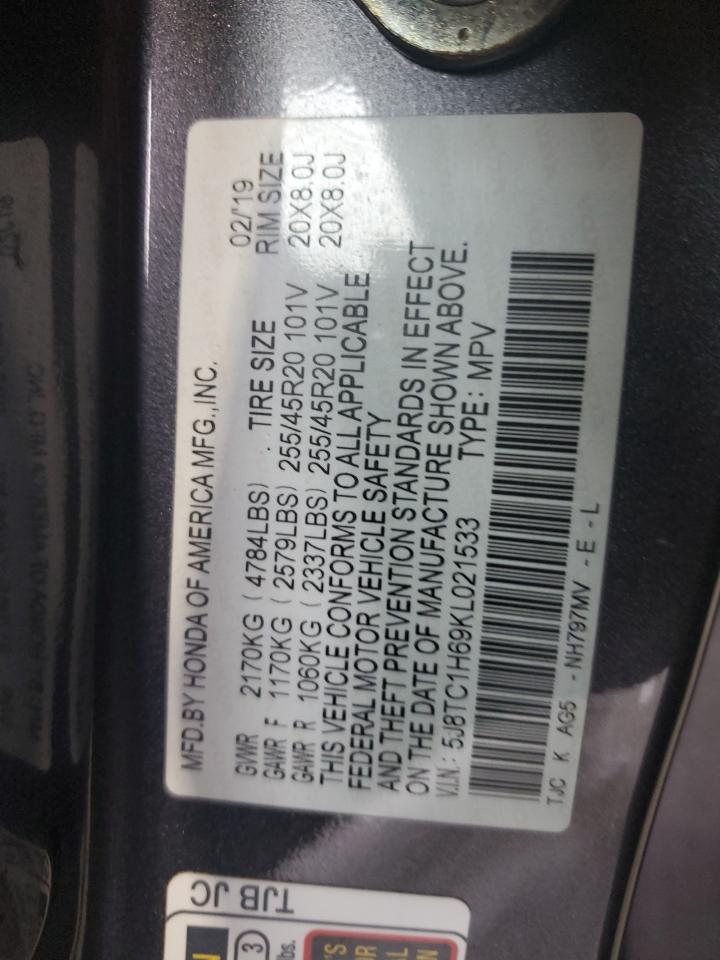 MFD.BY HONDA OF AMERICA MFG.,INC.
02/'19
GVWR 2170KG ( 4784LBS) . TIRE SIZE RIM SIZE
GAWR F 1170KG ( 2579LBS) 255/45R20 101V 20X8.0J
GAWR R 1060KG ( 2337LBS) 255/45R20 101V 20X8.0J
THIS VEHICLE CONFORMS TO ALL APPLICABLE
FEDERAL MOTOR VEHICLE SAFETY
AND THEFT PREVENTION STANDARDS IN EFFECT
ON THE DATE OF MANUFACTURE SHOWN ABOVE.
V.I.N.: 5J8TC1H69KL021533 TYPE: MPV
TJC K AG5 -NH797MV -E -L
TJB JC
3
lbs.